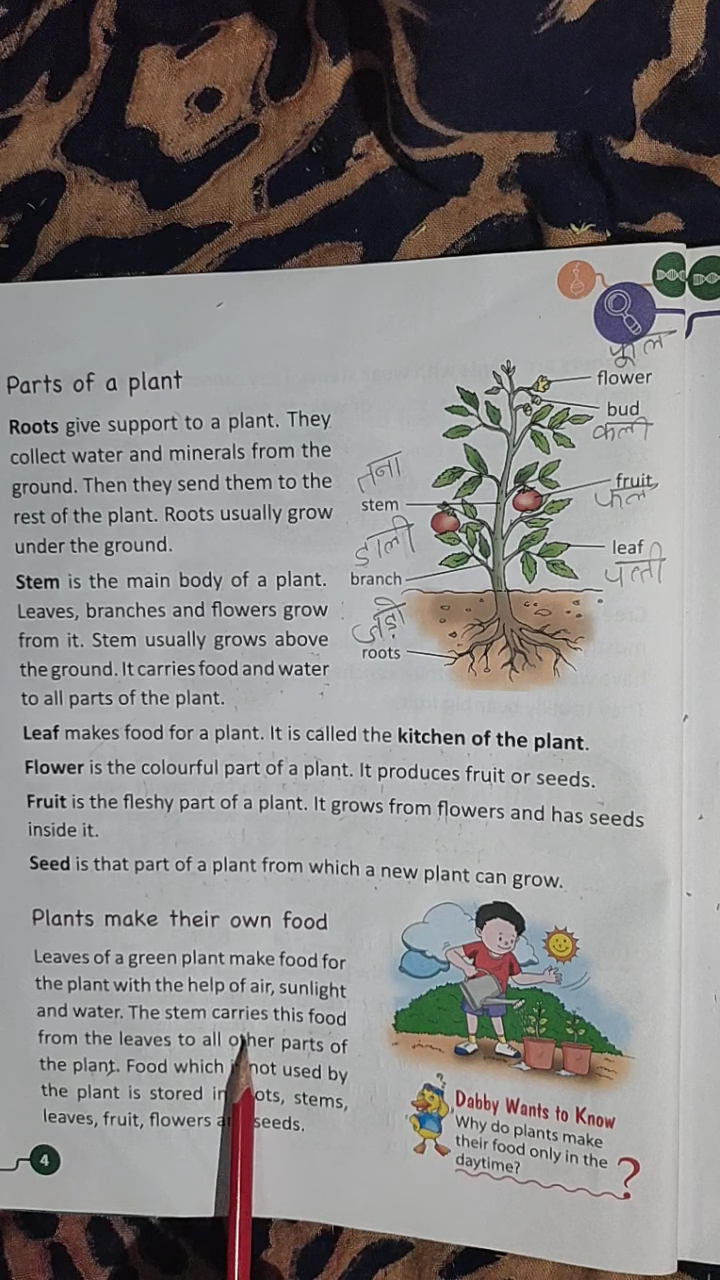 Parts of a plant
Roots give support to a plant. They
collect water and minerals from the
ground. Then they send them to the
rest of the plant. Roots usually grow
under the ground.
Stem is the main body of a plant.
Leaves, branches and flowers grow
from it. Stem usually grows above
the ground. It carries food and water
to all parts of the plant.
फूल
flower
bud
कली
तना
stem
fruit
फल
डाली
branch
leaf
पत्ती
जड़े
roots
Leaf makes food for a plant. It is called the kitchen of the plant.
Flower is the colourful part of a plant. It produces fruit or seeds.
Fruit is the fleshy part of a plant. It grows from flowers and has seeds
inside it.
Seed is that part of a plant from which a new plant can grow.
Plants make their own food
Leaves of a green plant make food for
the plant with the help of air, sunlight
and water. The stem carries this food
from the leaves to all other parts of
the plant. Food which not used by
the plant is stored in stems,
leaves, fruit, flowers seeds.
Dabby Wants to Know
Why do plants make
their food only in the
daytime?
?
4